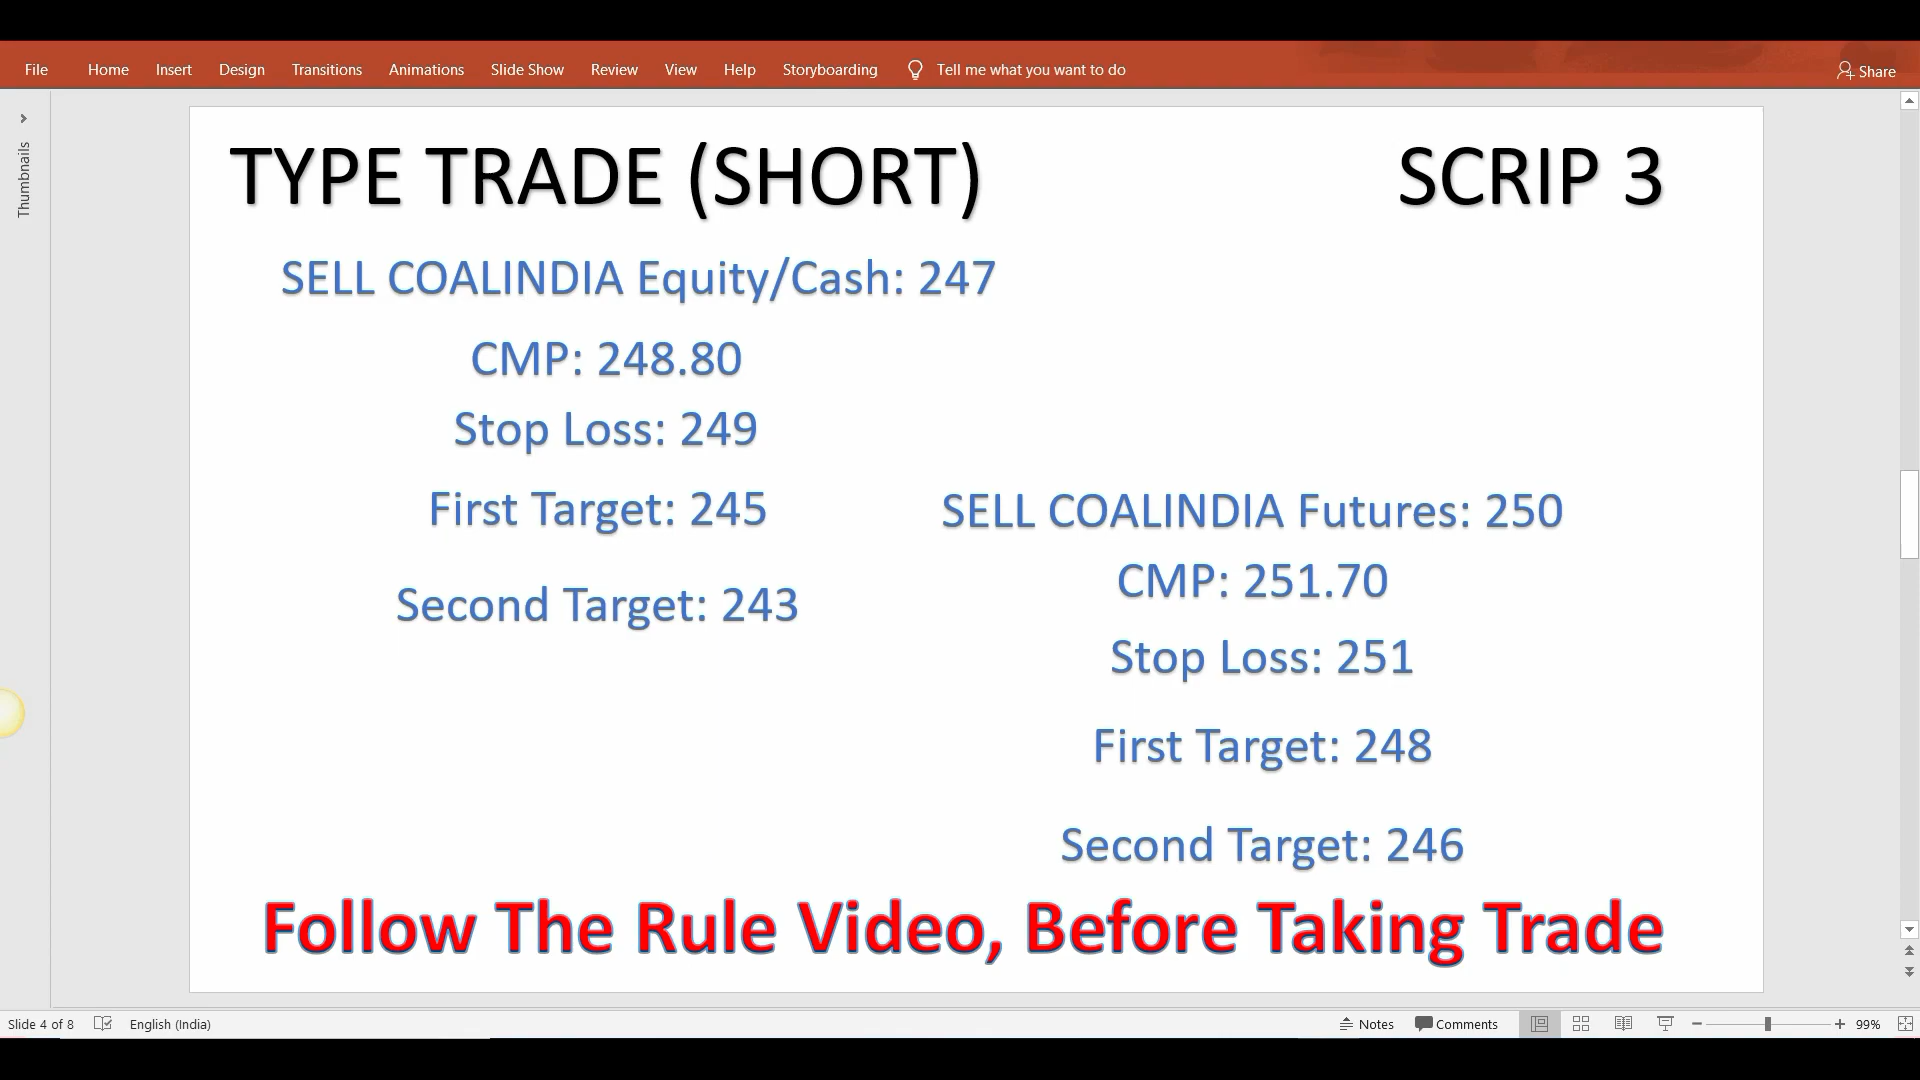 File Home Insert Design Transitions Animations Slide Show Review View Help Storyboarding Tell me what you want to do Share
Thumbnails
TYPE TRADE (SHORT) SCRIP 3
SELL COALINDIA Equity/Cash: 247
CMP: 248.80
Stop Loss: 249
First Target: 245
Second Target: 243
SELL COALINDIA Futures: 250
CMP: 251.70
Stop Loss: 251
First Target: 248
Second Target: 246
Follow The Rule Video, Before Taking Trade
Slide 4 of 8 English (India) Notes Comments 99%